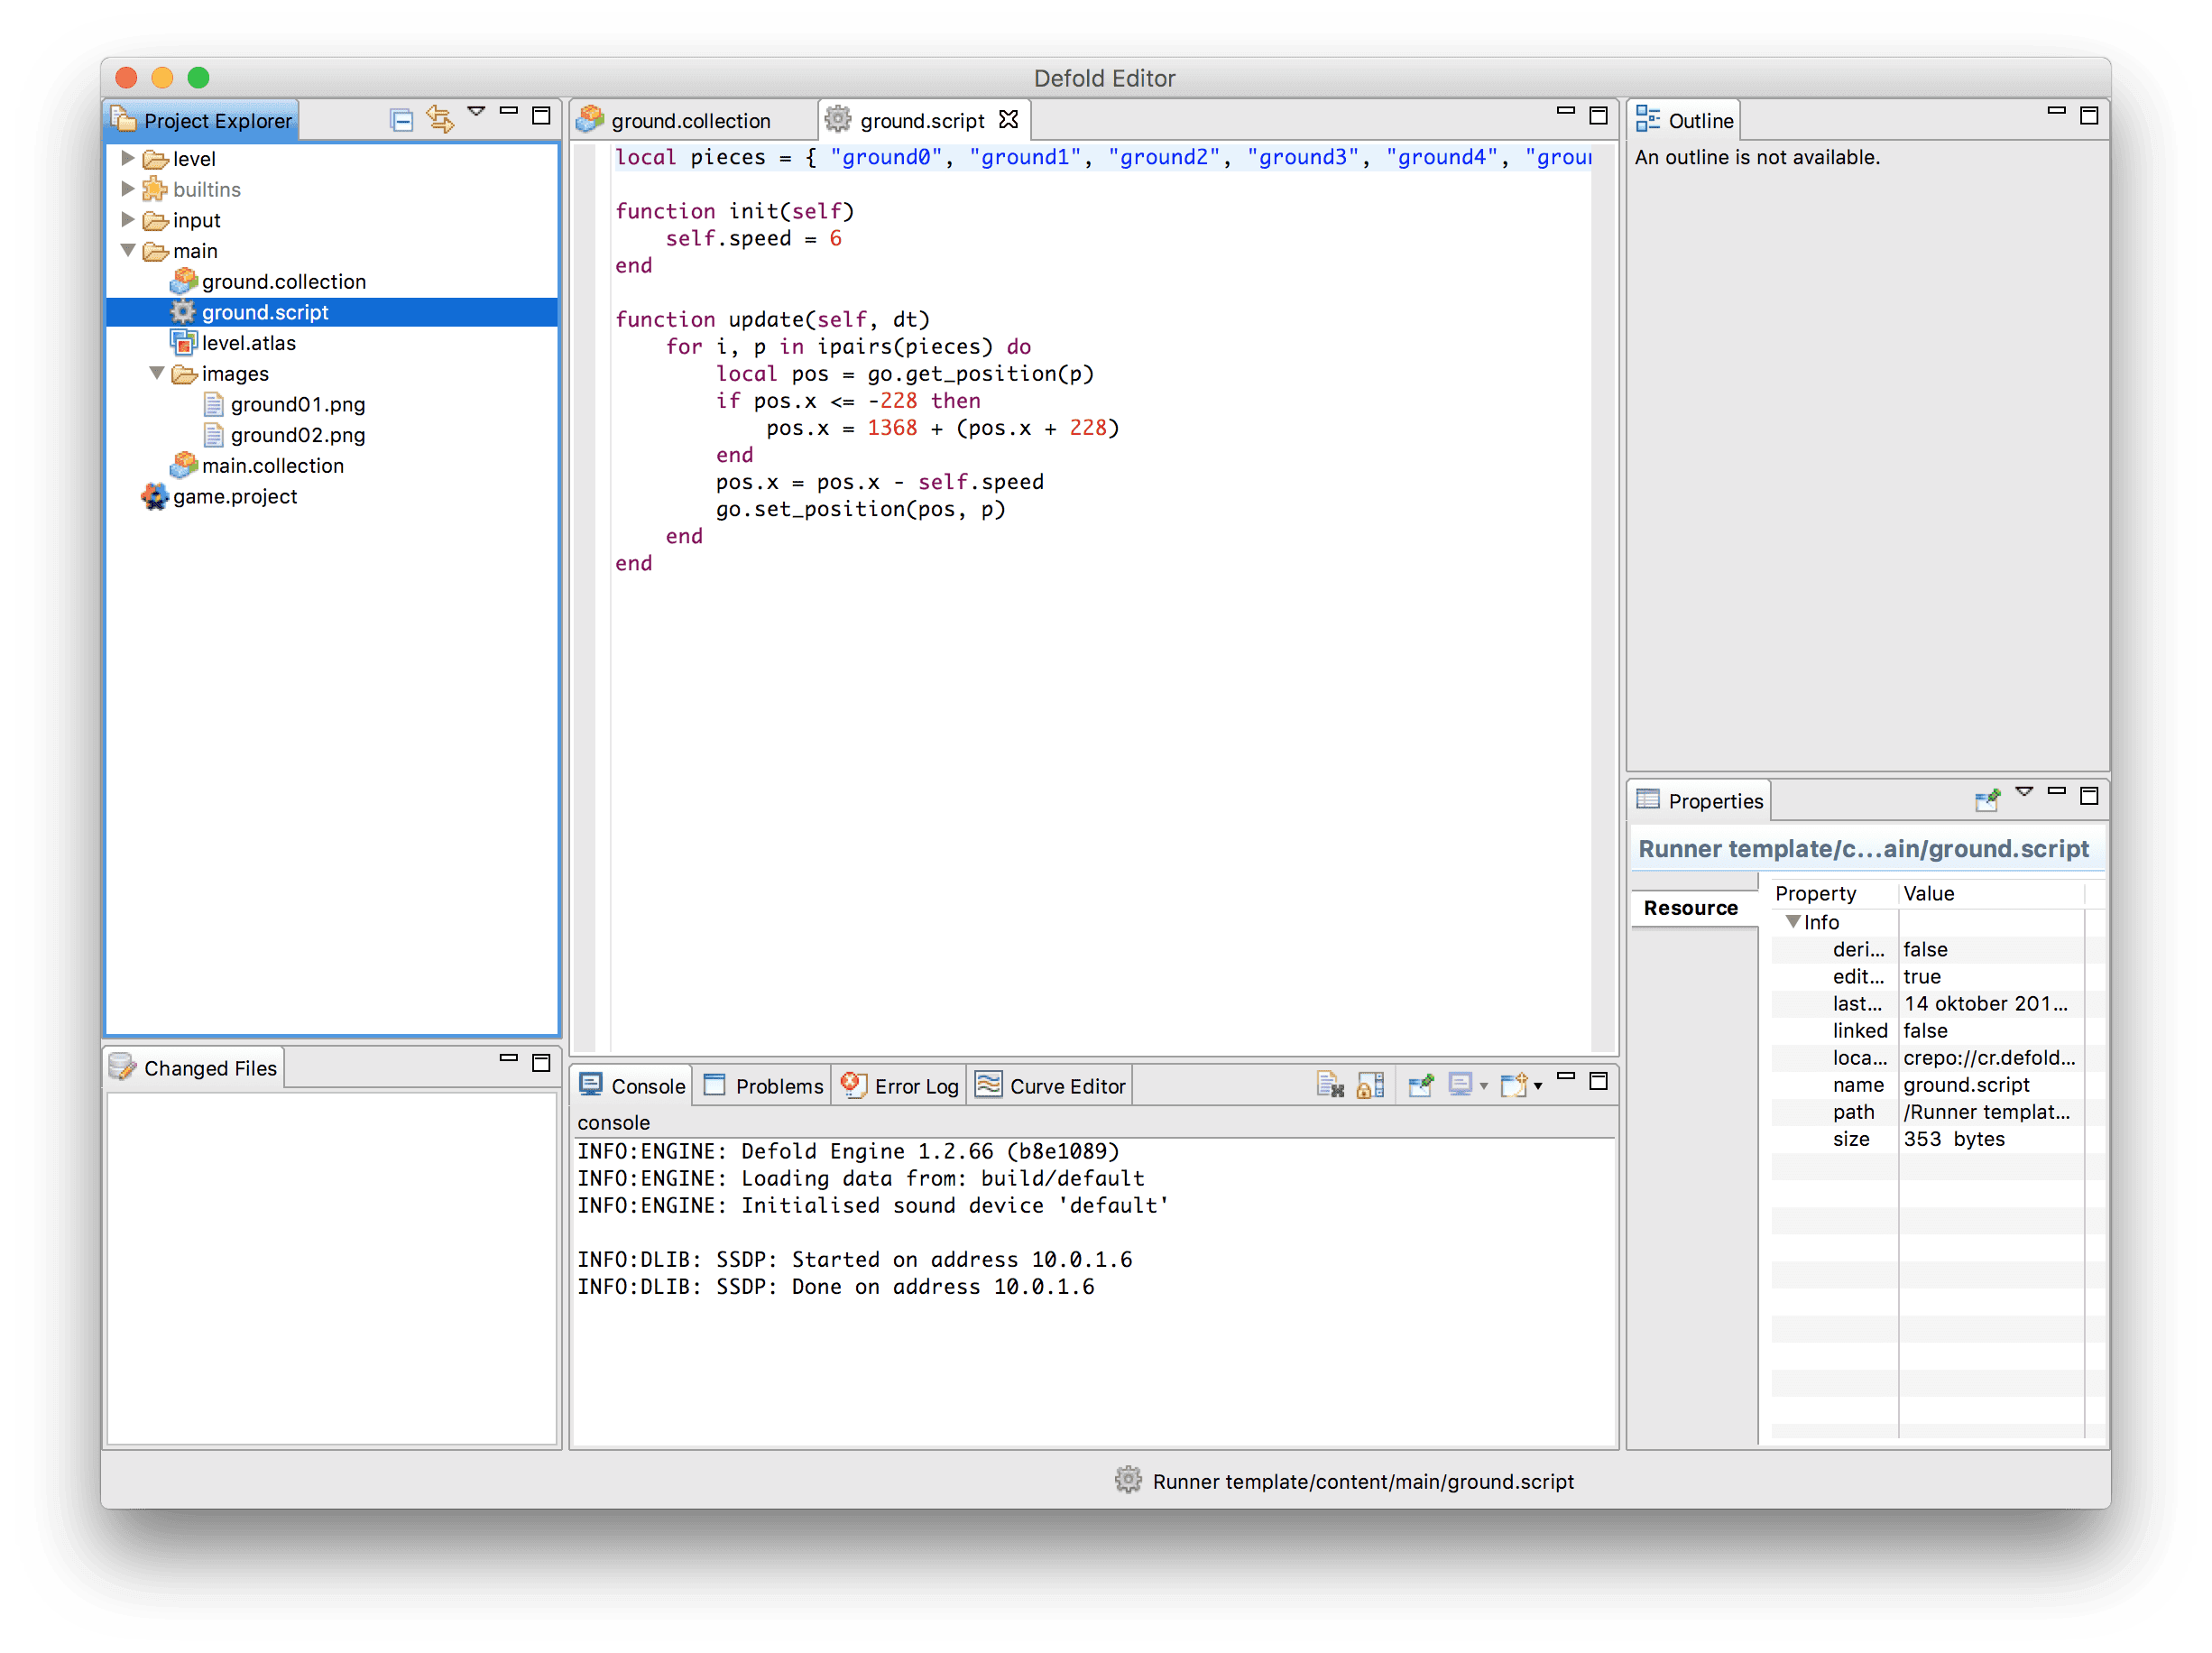 Defold Editor
Project Explorer
level
builtins
input
main
ground.collection
ground.script
level.atlas
images
ground01.png
ground02.png
main.collection
game.project
Changed Files
ground.collection
ground.script
local pieces = { "ground0", "ground1", "ground2", "ground3", "ground4", "groun
function init(self)
self.speed = 6
end
function update(self, dt)
for i, p in ipairs(pieces) do
local pos = go.get_position(p)
if pos.x <= -228 then
pos.x = 1368 + (pos.x + 228)
end
pos.x = pos.x - self.speed
go.set_position(pos, p)
end
end
Console
Problems
Error Log
Curve Editor
console
INFO:ENGINE: Defold Engine 1.2.66 (b8e1089)
INFO:ENGINE: Loading data from: build/default
INFO:ENGINE: Initialised sound device 'default'
INFO:DLIB: SSDP: Started on address 10.0.1.6
INFO:DLIB: SSDP: Done on address 10.0.1.6
Outline
An outline is not available.
Properties
Runner template/c...ain/ground.script
Resource
Property Value
Info
deri... false
edit... true
last... 14 oktober 201...
linked false
loca... crepo://cr.defold...
name ground.script
path /Runner templat...
size 353 bytes
Runner template/content/main/ground.script